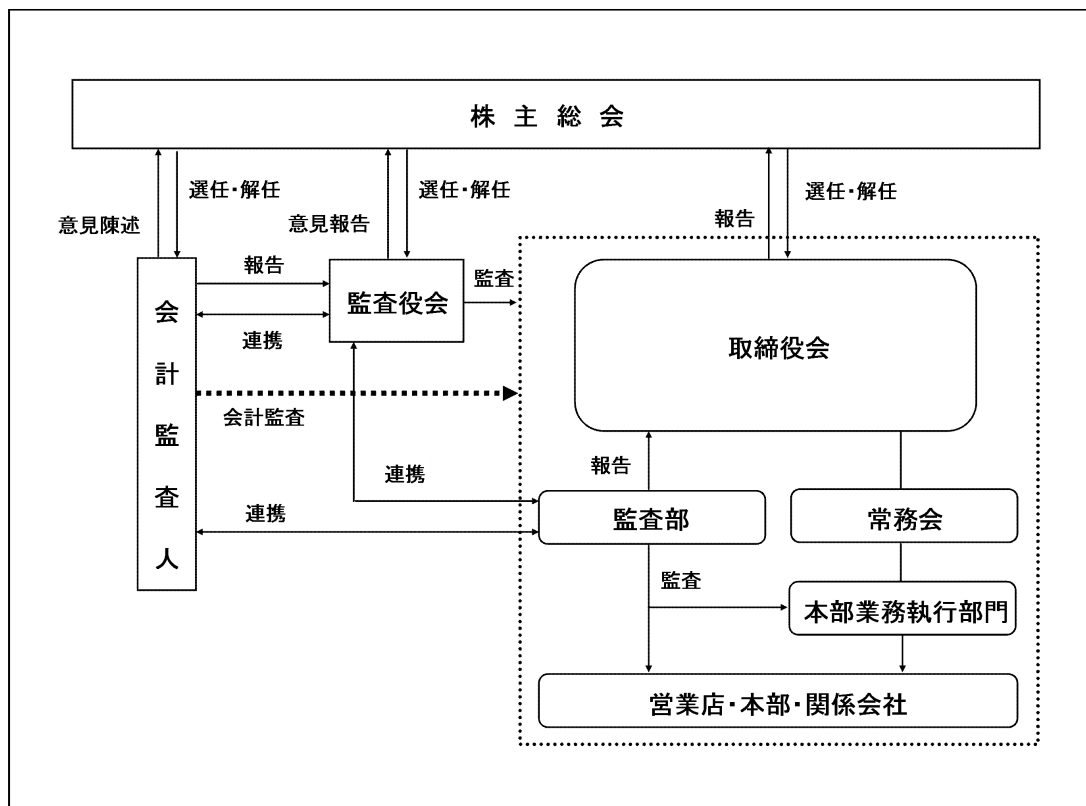 株主総会
選任・解任
選任・解任
選任・解任
意見陳述
意見報告
報告
報告
監査
会計監査人
監査役会
取締役会
連携
会計監査
報告
連携
連携
監査部
常務会
監査
本部業務執行部門
営業店・本部・関係会社